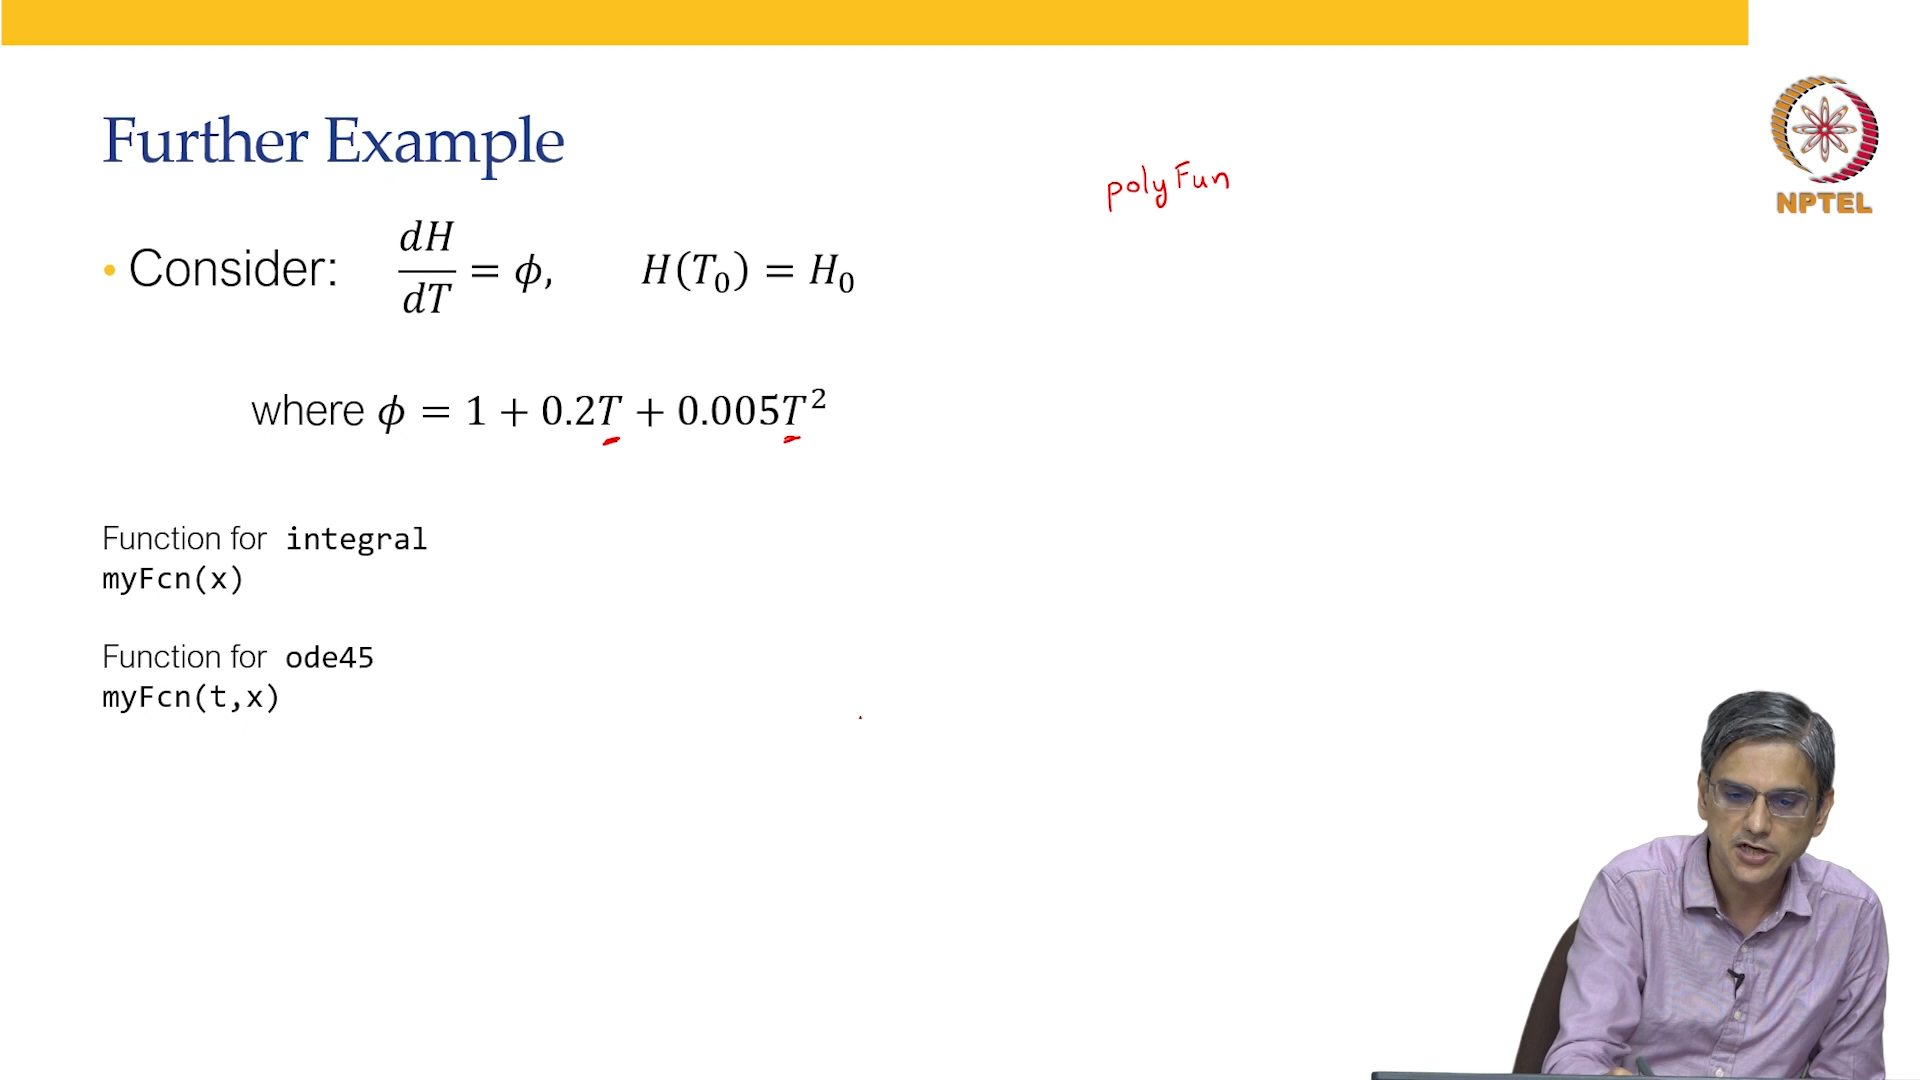 Further Example
polyFun
NPTEL
• Consider: dH/dT = ϕ, H(T₀) = H₀
where ϕ = 1 + 0.2T + 0.005T²
Function for integral
myFcn(x)
Function for ode45
myFcn(t,x)